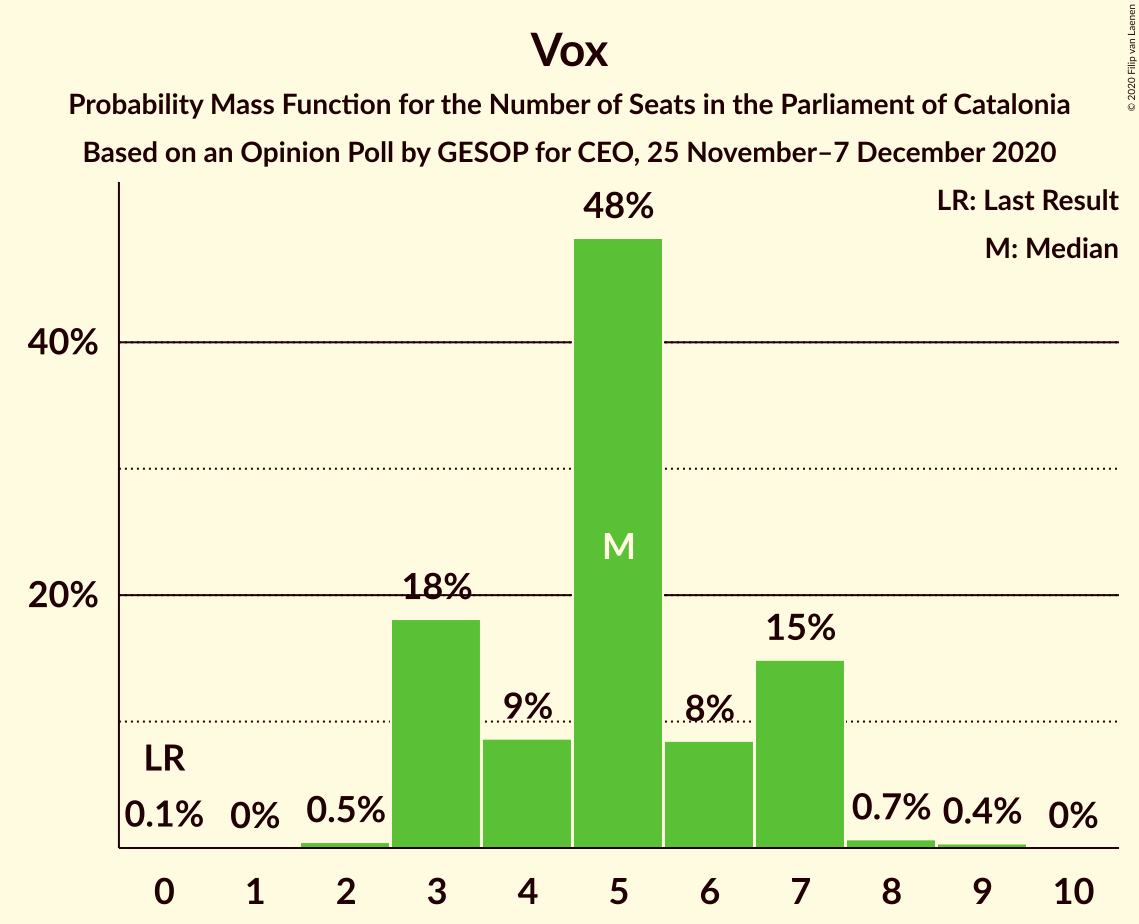 Vox
Probability Mass Function for the Number of Seats in the Parliament of Catalonia
Based on an Opinion Poll by GESOP for CEO, 25 November–7 December 2020
© 2020 Filip van Laenen
LR: Last Result
M: Median
48%
40%
M
18%
20%
15%
9%
8%
LR
0.1%
0%
0.5%
0.7%
0.4%
0%
0 1 2 3 4 5 6 7 8 9 10